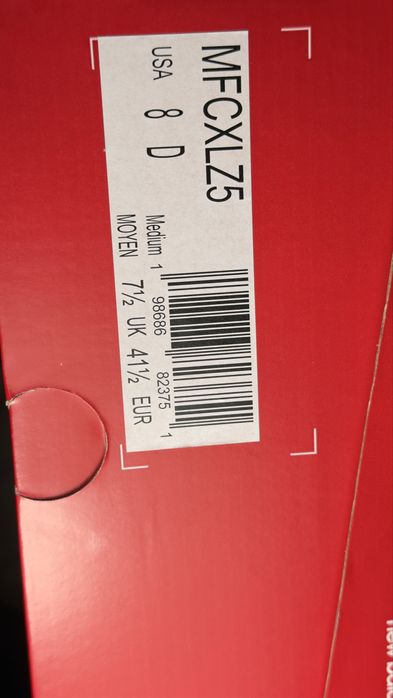 MFCXLZ5
USA 8 D
Medium 1 98686 82375 1
MOYEN 7½ UK 41½ EUR